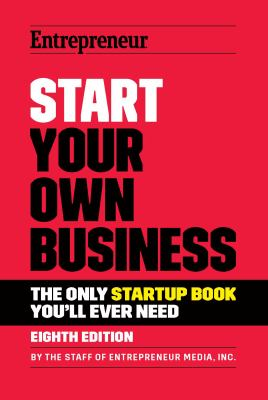 Entrepreneur
START
YOUR
OWN
BUSINESS
THE ONLY STARTUP BOOK
YOU'LL EVER NEED
EIGHTH EDITION
BY THE STAFF OF ENTREPRENEUR MEDIA, INC.